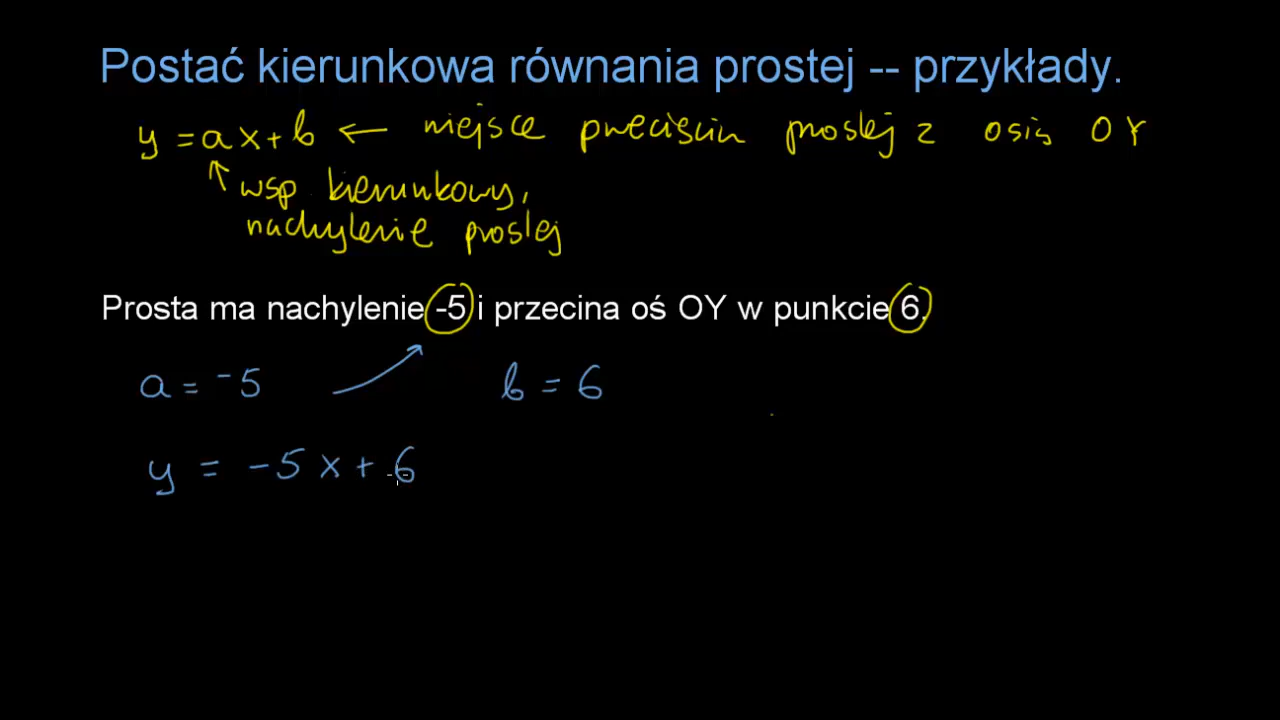 Postać kierunkowa równania prostej -- przykłady.
y = ax + b ← miejsce przecięcia prostej z osią OY
↑ wsp kierunkowy,
nachylenie prostej
Prosta ma nachylenie -5 i przecina oś OY w punkcie 6.
a = -5 b = 6
y = -5x + 6